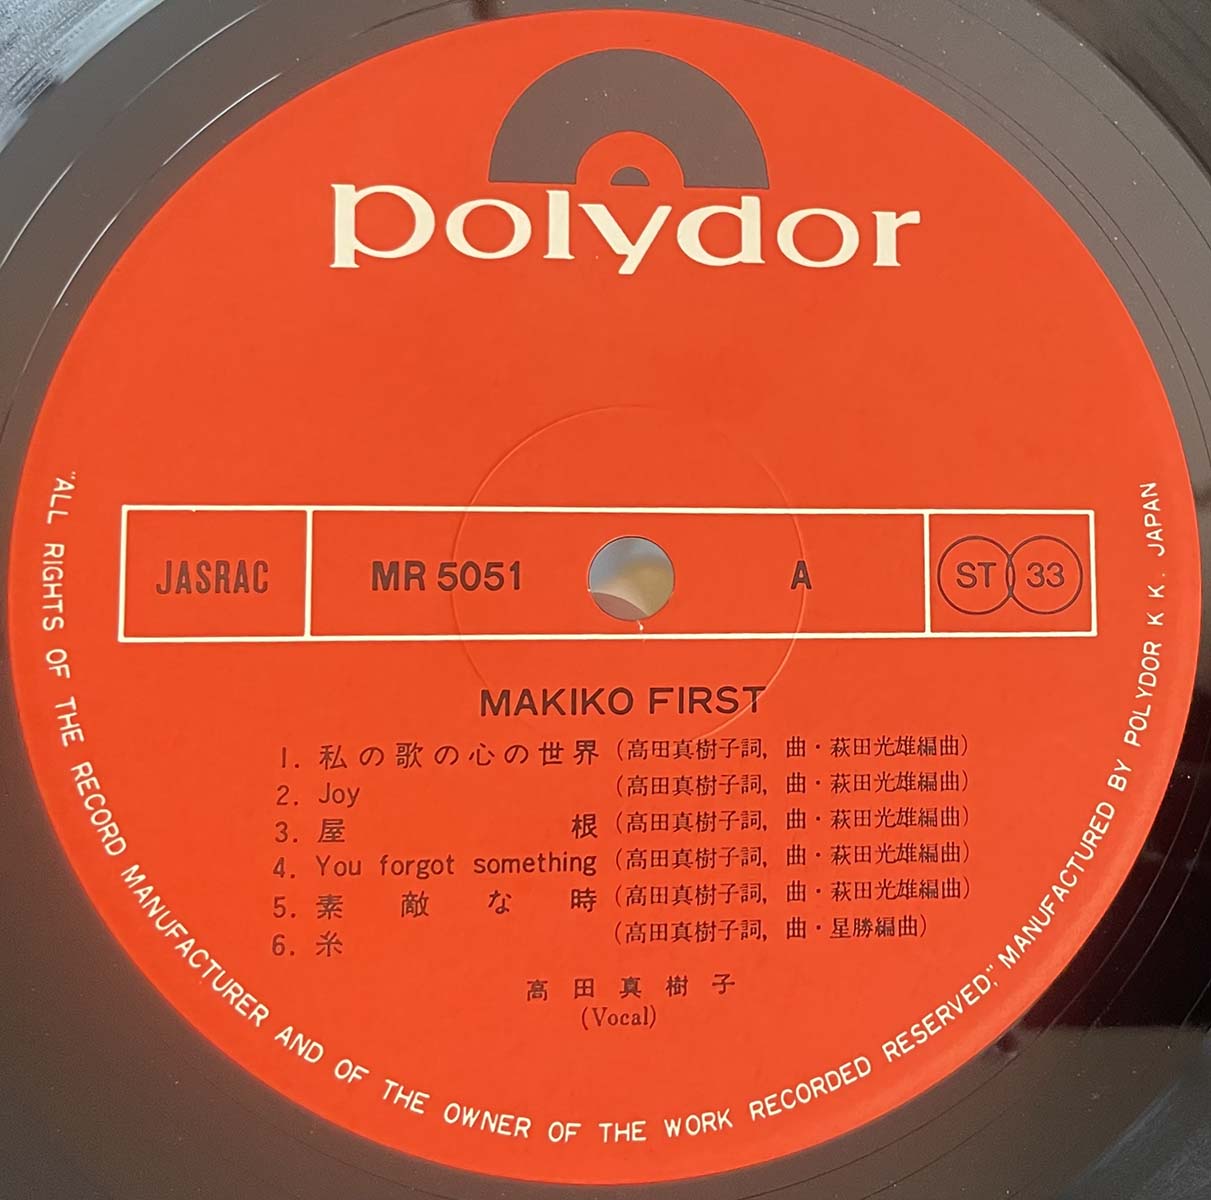 polydor
JASRAC
MR 5051
A
ST 33
MAKIKO FIRST
1. 私の歌の心の世界 (高田真樹子詞, 曲・萩田光雄編曲)
2. Joy (高田真樹子詞, 曲・萩田光雄編曲)
3. 屋根 (高田真樹子詞, 曲・萩田光雄編曲)
4. You forgot something (高田真樹子詞, 曲・萩田光雄編曲)
5. 素敵な時 (高田真樹子詞, 曲・萩田光雄編曲)
6. 糸 (高田真樹子詞, 曲・星勝編曲)
高田真樹子
(Vocal)
"ALL RIGHTS OF THE RECORD MANUFACTURER AND OF THE OWNER OF THE WORK RECORDED RESERVED," MANUFACTURED BY POLYDOR K K. JAPAN